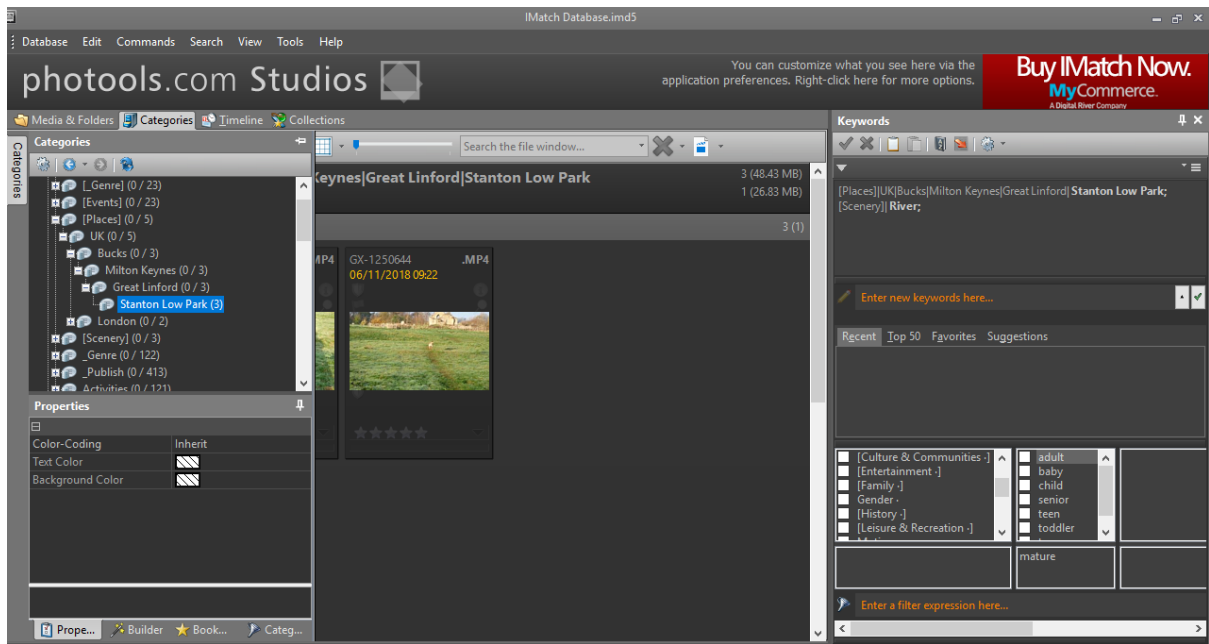 IMatch Database.imd5
Database Edit Commands Search View Tools Help
photools.com Studios
You can customize what you see here via the
application preferences. Right-click here for more options.
Buy IMatch Now.
MyCommerce.
A Digital River Company
Media & Folders Categories Timeline Collections
Categories
Categories
[_Genre] (0 / 23)
[Events] (0 / 23)
[Places] (0 / 5)
UK (0 / 5)
Bucks (0 / 3)
Milton Keynes (0 / 3)
Great Linford (0 / 3)
Stanton Low Park (3)
London (0 / 2)
[Scenery] (0 / 3)
_Genre (0 / 122)
_Publish (0 / 413)
Activities (0 / 121)
Properties
Color-Coding Inherit
Text Color
Background Color
Prope... Builder Book... Categ...
Search the file window...
Keynes|Great Linford|Stanton Low Park
3 (48.43 MB)
1 (26.83 MB)
3 (1)
MP4
GX-1250644 .MP4
06/11/2018 09:22
Keywords
[Places]|UK|Bucks|Milton Keynes|Great Linford| Stanton Low Park;
[Scenery]| River;
Enter new keywords here...
Recent Top 50 Favorites Suggestions
[Culture & Communities ·]
[Entertainment ·]
[Family ·]
Gender ·
[History ·]
[Leisure & Recreation ·]
adult
baby
child
senior
teen
toddler
mature
Enter a filter expression here...